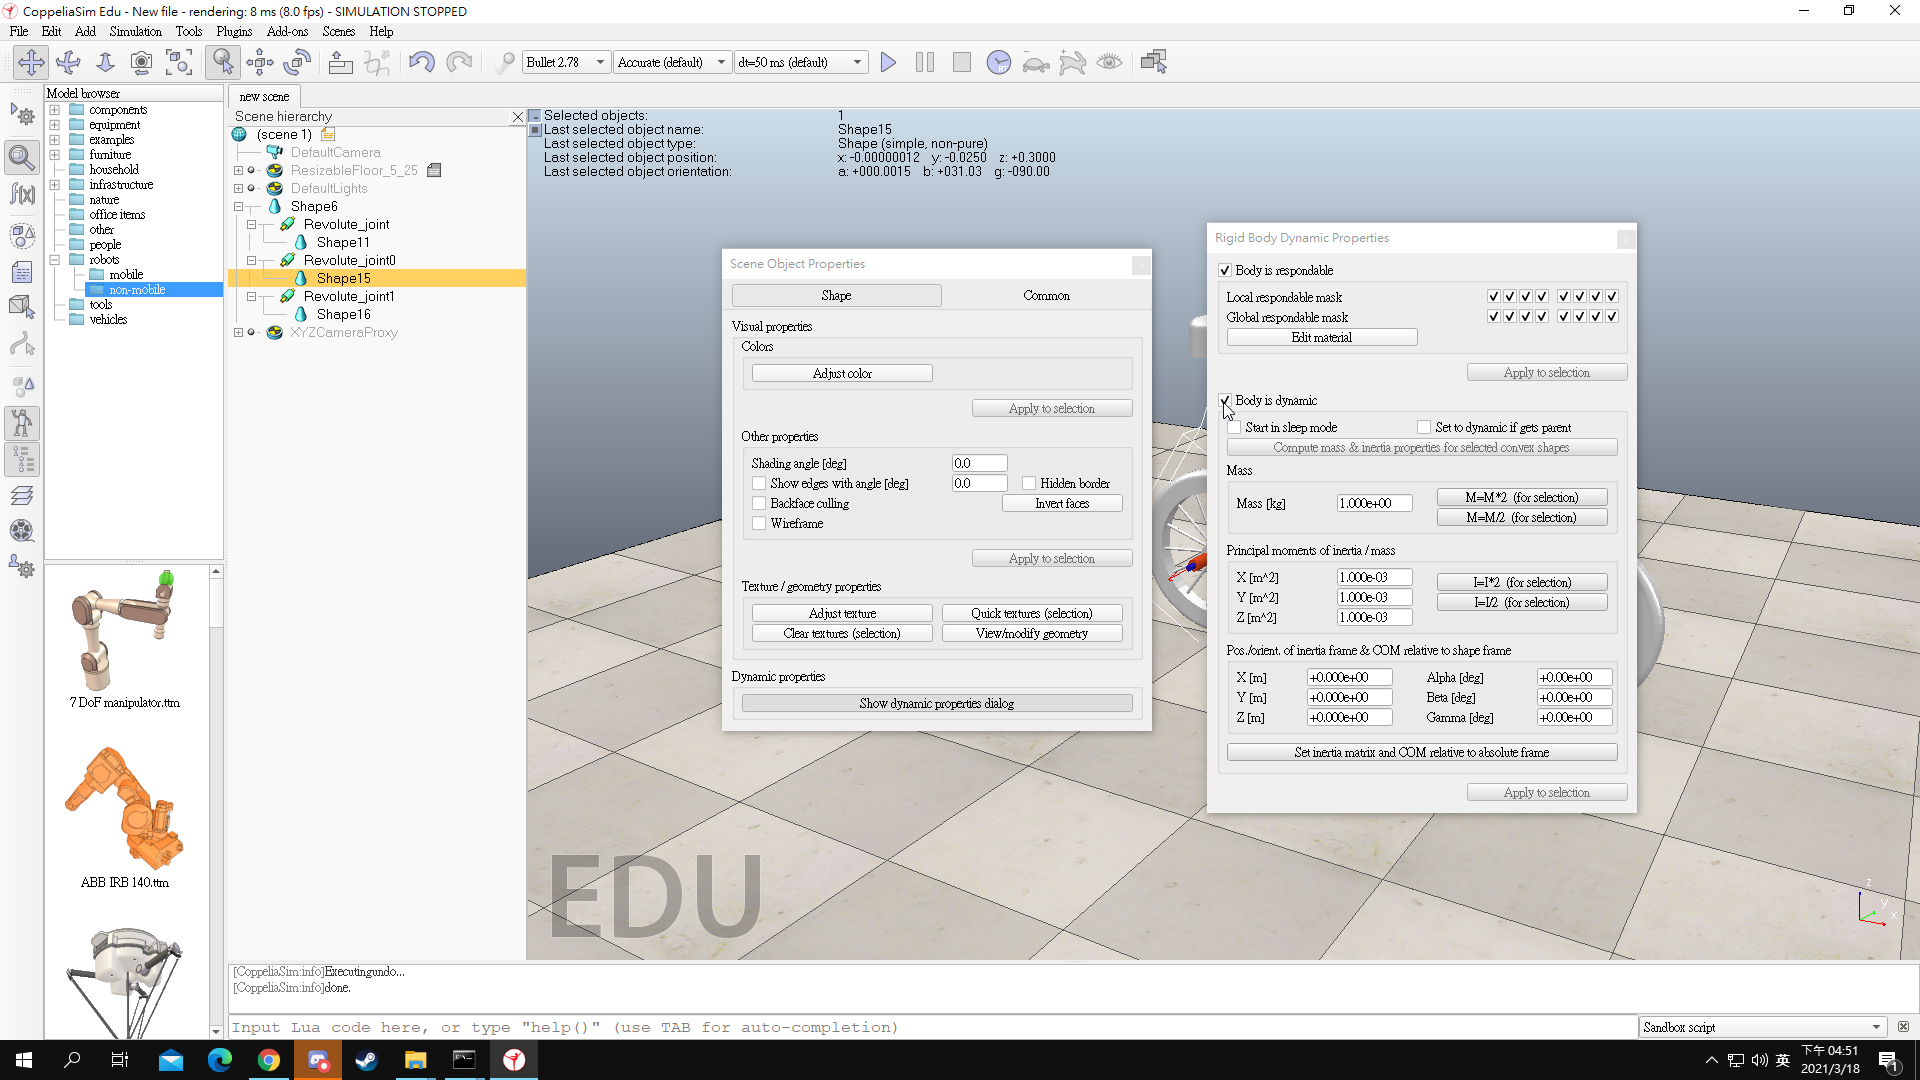 CoppeliaSim Edu - New file - rendering: 8 ms (8.0 fps) - SIMULATION STOPPED
File Edit Add Simulation Tools Plugins Add-ons Scenes Help
Bullet 2.78 Accurate (default) dt=50 ms (default)
Model browser
components
equipment
examples
furniture
household
infrastructure
nature
office items
other
people
robots
mobile
non-mobile
tools
vehicles
7 DoF manipulator.ttm
ABB IRB 140.ttm
new scene
Scene hierarchy
(scene 1)
DefaultCamera
ResizableFloor_5_25
DefaultLights
Shape6
Revolute_joint
Shape11
Revolute_joint0
Shape15
Revolute_joint1
Shape16
XYZCameraProxy
Selected objects: 1
Last selected object name: Shape15
Last selected object type: Shape (simple, non-pure)
Last selected object position: x: -0.00000012 y: -0.0250 z: +0.3000
Last selected object orientation: a: +000.0015 b: +031.03 g: -090.00
Scene Object Properties
Shape Common
Visual properties
Colors
Adjust color
Apply to selection
Other properties
Shading angle [deg] 0.0
Show edges with angle [deg] 0.0 Hidden border
Backface culling Invert faces
Wireframe
Apply to selection
Texture / geometry properties
Adjust texture Quick textures (selection)
Clear textures (selection) View/modify geometry
Dynamic properties
Show dynamic properties dialog
Rigid Body Dynamic Properties
Body is respondable
Local respondable mask
Global respondable mask
Edit material
Apply to selection
Body is dynamic
Start in sleep mode Set to dynamic if gets parent
Compute mass & inertia properties for selected convex shapes
Mass
Mass [kg] 1.000e+00 M=M*2 (for selection)
M=M/2 (for selection)
Principal moments of inertia / mass
X [m^2] 1.000e-03 I=I*2 (for selection)
Y [m^2] 1.000e-03 I=I/2 (for selection)
Z [m^2] 1.000e-03
Pos./orient. of inertia frame & COM relative to shape frame
X [m] +0.000e+00 Alpha [deg] +0.00e+00
Y [m] +0.000e+00 Beta [deg] +0.00e+00
Z [m] +0.000e+00 Gamma [deg] +0.00e+00
Set inertia matrix and COM relative to absolute frame
Apply to selection
EDU
z
y
x
[CoppeliaSim:info]Executingundo...
[CoppeliaSim:info]done.
Input Lua code here, or type "help()" (use TAB for auto-completion)
Sandbox script
英
下午 04:51
2021/3/18
1